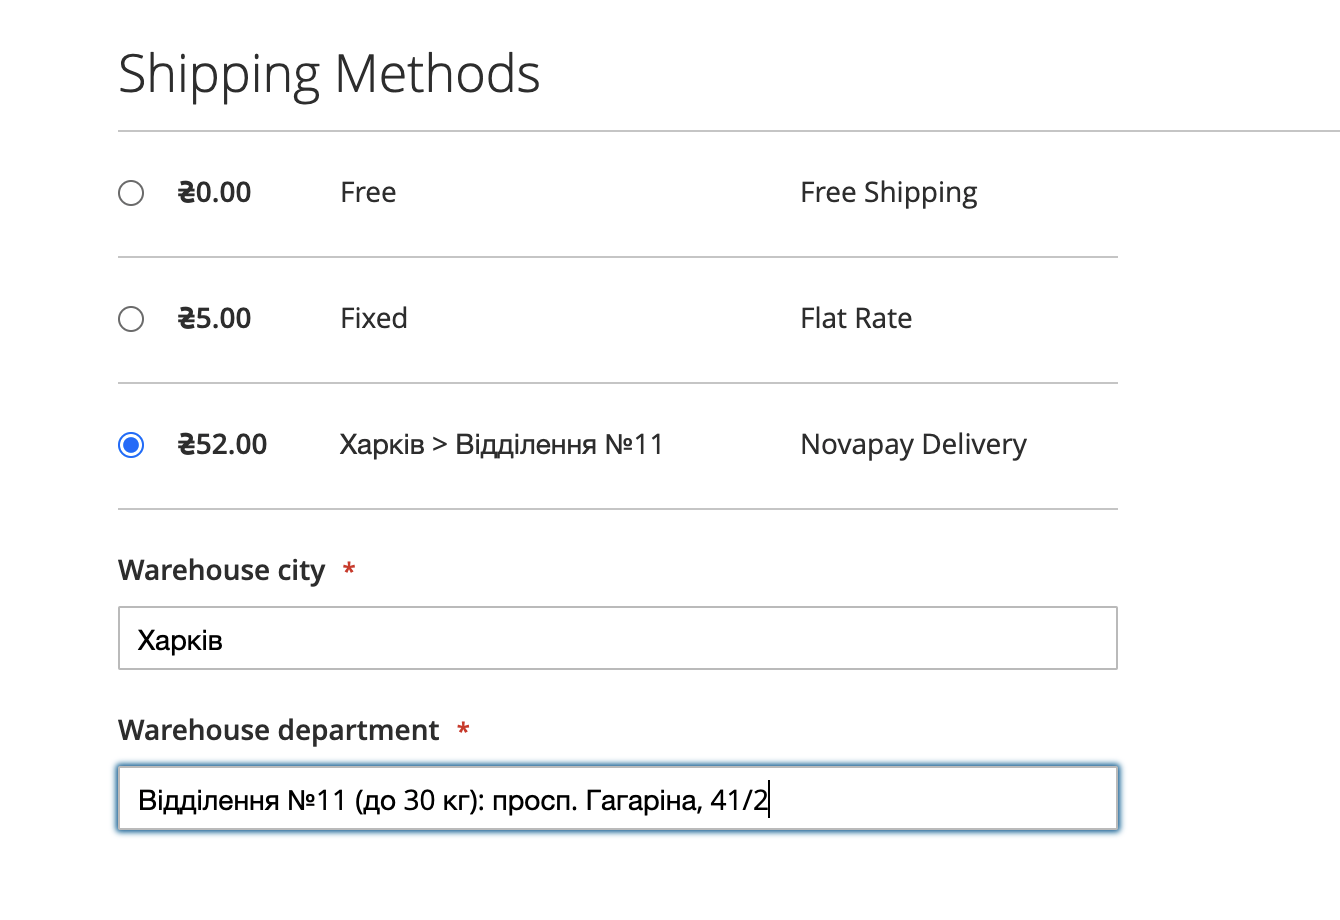 Shipping Methods
₴0.00 Free Free Shipping
₴5.00 Fixed Flat Rate
₴52.00 Харків > Відділення №11 Novapay Delivery
Warehouse city *
Харків
Warehouse department *
Відділення №11 (до 30 кг): просп. Гагаріна, 41/2